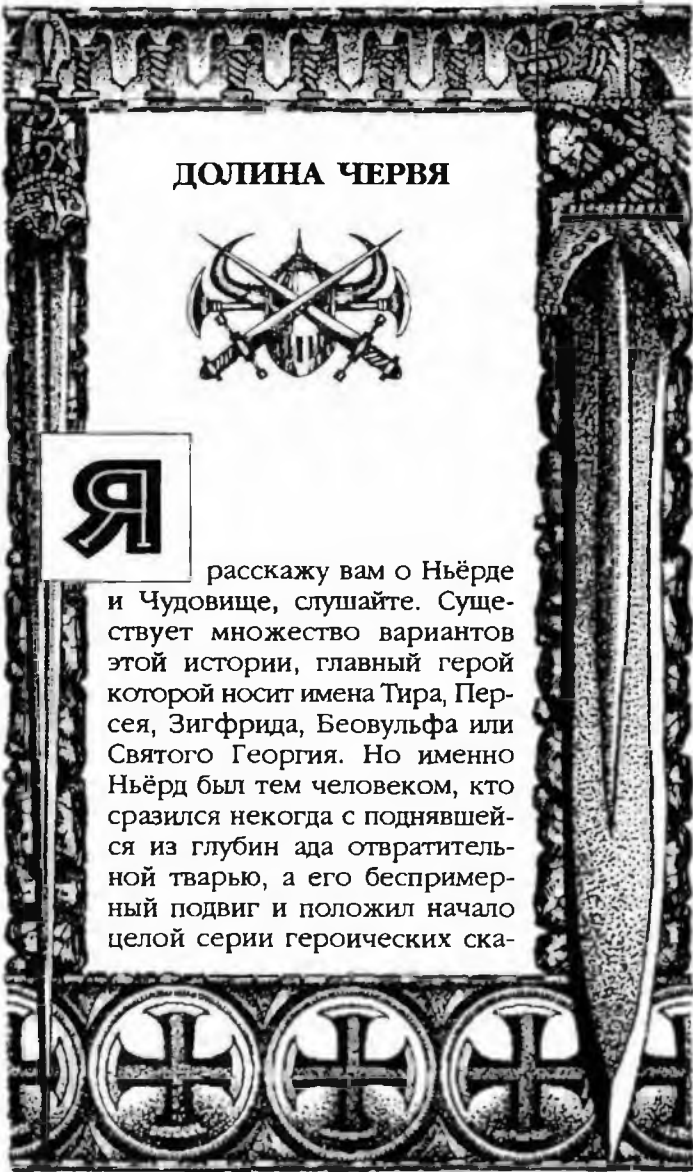 ДОЛИНА ЧЕРВЯ
Я расскажу вам о Ньёрде
и Чудовище, слушайте. Суще-
ствует множество вариантов
этой истории, главный герой
которой носит имена Тира, Пер-
сея, Зигфрида, Беовульфа или
Святого Георгия. Но именно
Ньёрд был тем человеком, кто
сразился некогда с поднявшей-
ся из глубин ада отвратитель-
ной тварью, а его беспример-
ный подвиг и положил начало
целой серии героических ска-